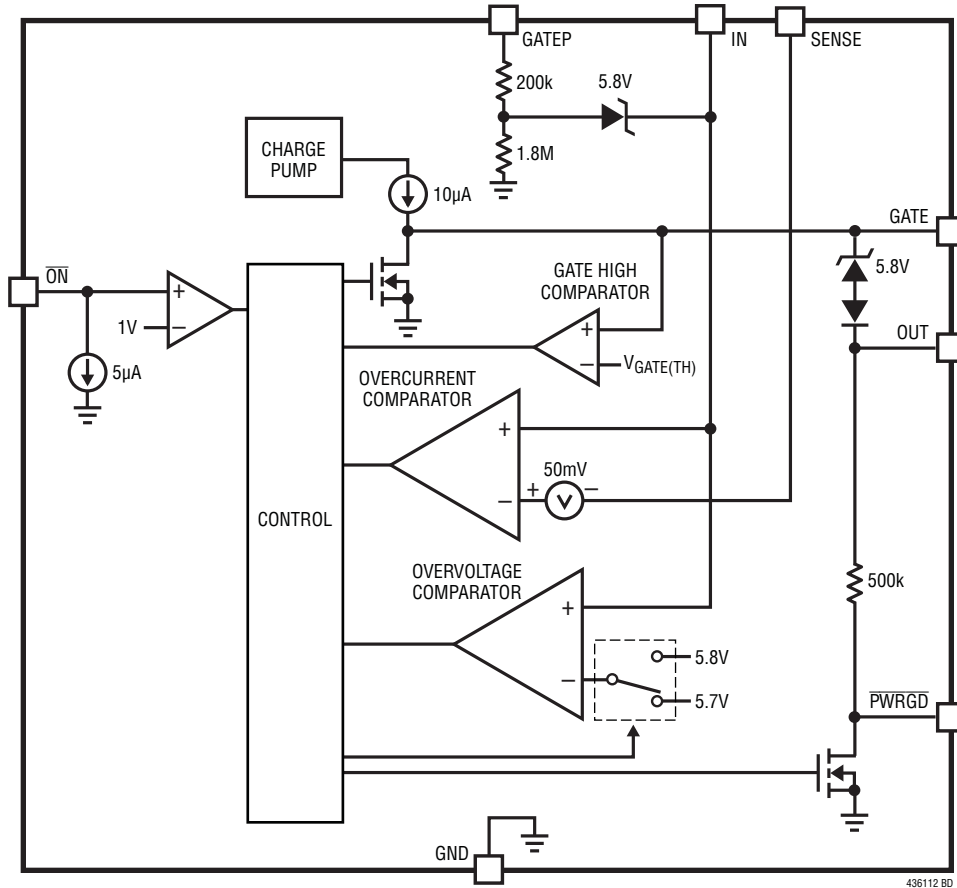 GATEP
IN
SENSE
200k
5.8V
1.8M
CHARGE
PUMP
10µA
GATE
5.8V
ON
GATE HIGH
COMPARATOR
+
1V
–
+
–
VGATE(TH)
OUT
5µA
OVERCURRENT
COMPARATOR
+
50mV
+
–
–
CONTROL
OVERVOLTAGE
COMPARATOR
500k
+
5.8V
–
5.7V
PWRGD
GND
436112 BD